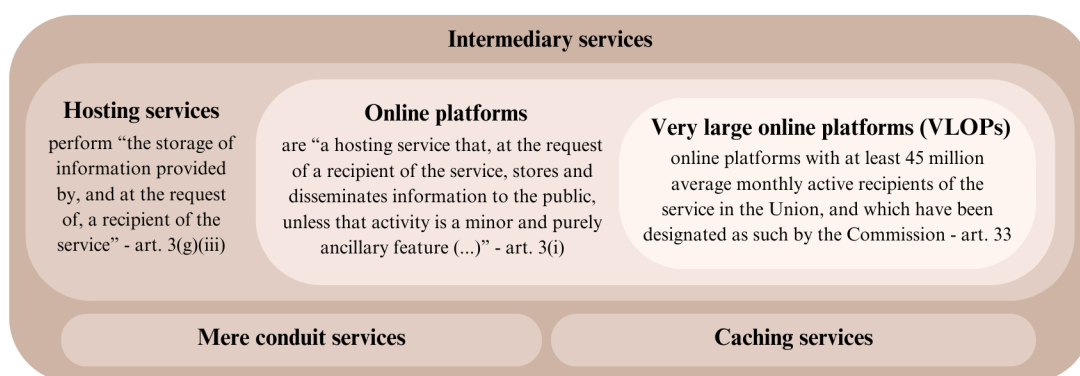 Intermediary services
Hosting services
perform “the storage of
information provided
by, and at the request
of, a recipient of the
service” - art. 3(g)(iii)
Online platforms
are “a hosting service that, at the request
of a recipient of the service, stores and
disseminates information to the public,
unless that activity is a minor and purely
ancillary feature (...)” - art. 3(i)
Very large online platforms (VLOPs)
online platforms with at least 45 million
average monthly active recipients of the
service in the Union, and which have been
designated as such by the Commission - art. 33
Mere conduit services
Caching services